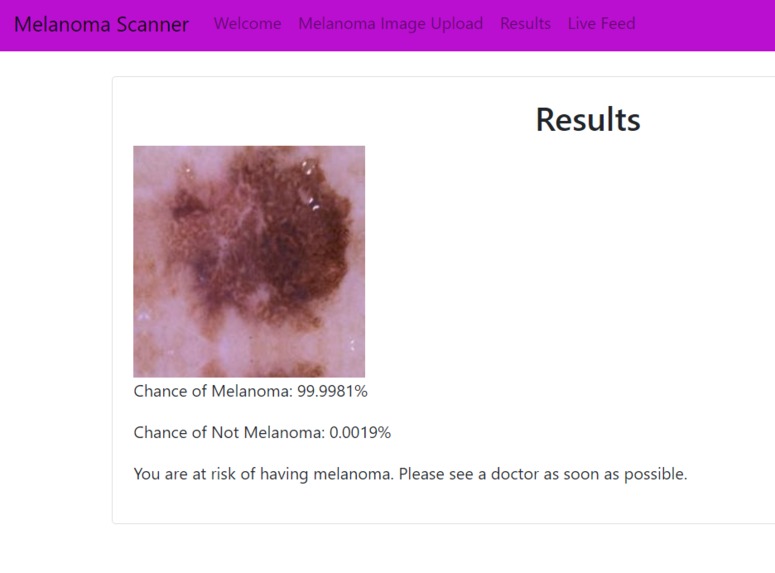 Melanoma Scanner Welcome Melanoma Image Upload Results Live Feed
Results
Chance of Melanoma: 99.9981%
Chance of Not Melanoma: 0.0019%
You are at risk of having melanoma. Please see a doctor as soon as possible.